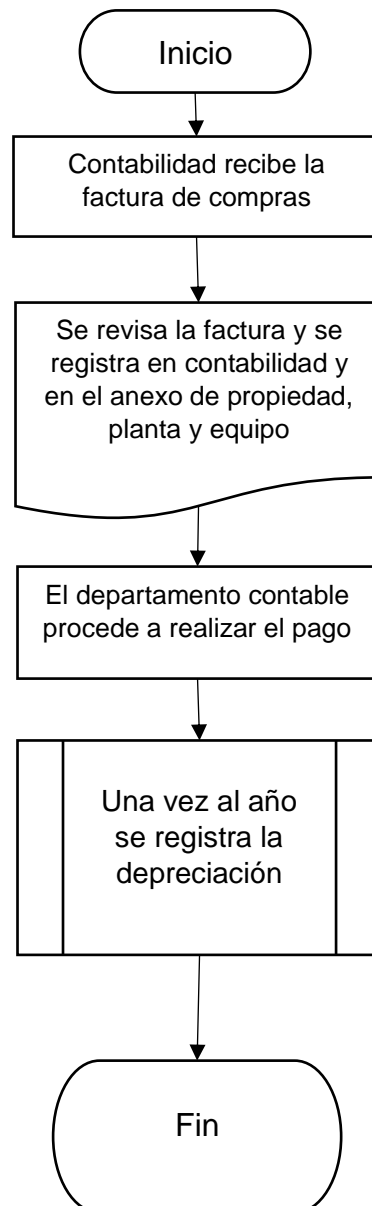 Inicio
Contabilidad recibe la
factura de compras
Se revisa la factura y se
registra en contabilidad y
en el anexo de propiedad,
planta y equipo
El departamento contable
procede a realizar el pago
Una vez al año
se registra la
depreciación
Fin